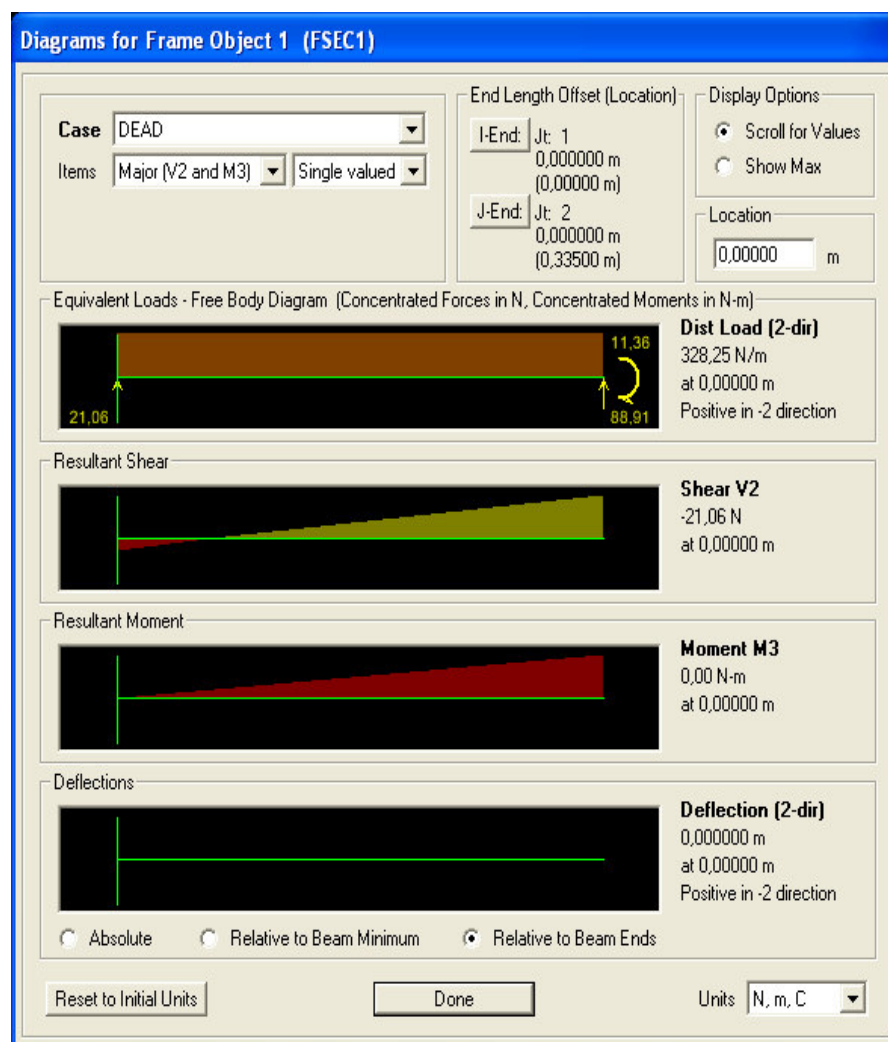 Diagrams for Frame Object 1 (FSEC1)
Case DEAD
Items Major (V2 and M3) Single valued
End Length Offset (Location)
I-End: Jt: 1
0,000000 m
(0,00000 m)
J-End: Jt: 2
0,000000 m
(0,33500 m)
Display Options
Scroll for Values
Show Max
Location
0,00000 m
Equivalent Loads - Free Body Diagram (Concentrated Forces in N, Concentrated Moments in N-m)
11,36
21,06
88,91
Dist Load (2-dir)
328,25 N/m
at 0,00000 m
Positive in -2 direction
Resultant Shear
Shear V2
-21,06 N
at 0,00000 m
Resultant Moment
Moment M3
0,00 N-m
at 0,00000 m
Deflections
Deflection (2-dir)
0,000000 m
at 0,00000 m
Positive in -2 direction
Absolute Relative to Beam Minimum Relative to Beam Ends
Reset to Initial Units Done Units N, m, C